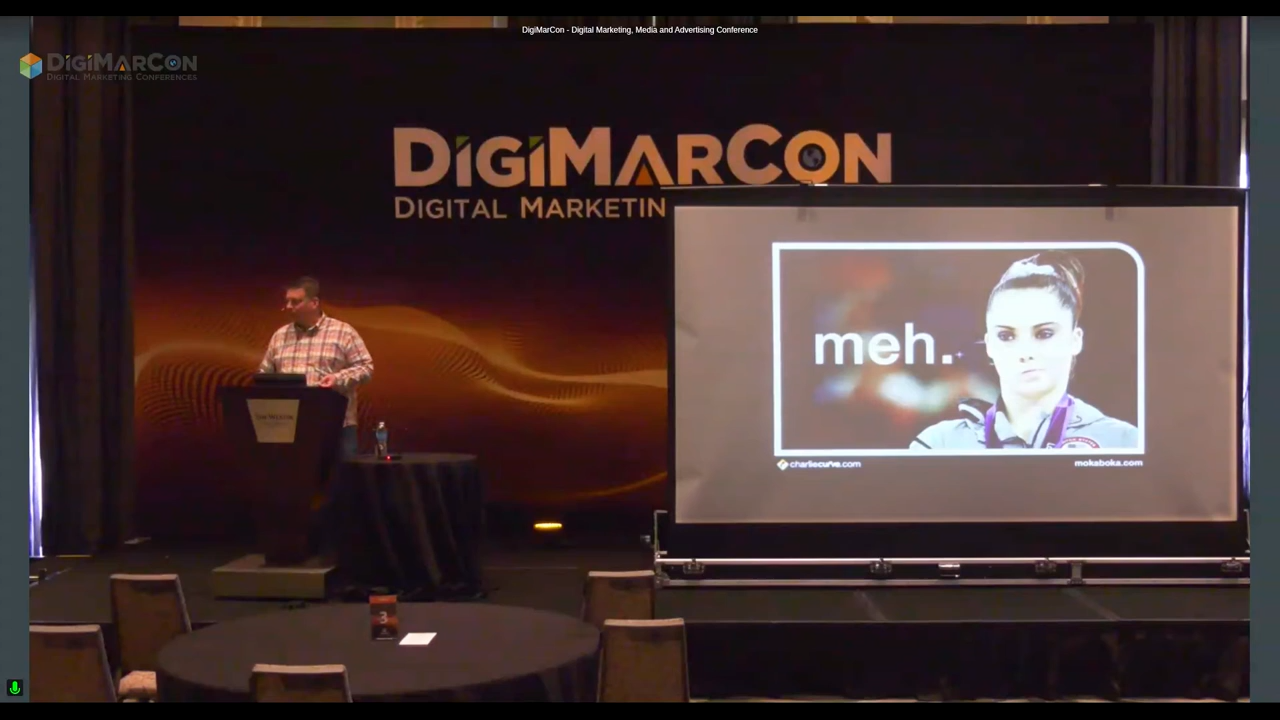 DigiMarCon - Digital Marketing, Media and Advertising Conference
DIGIMARCON
DIGITAL MARKETING CONFERENCES
DIGIMARCON
DIGITAL MARKETIN
meh.
charliecurve.com
mokaboka.com
3